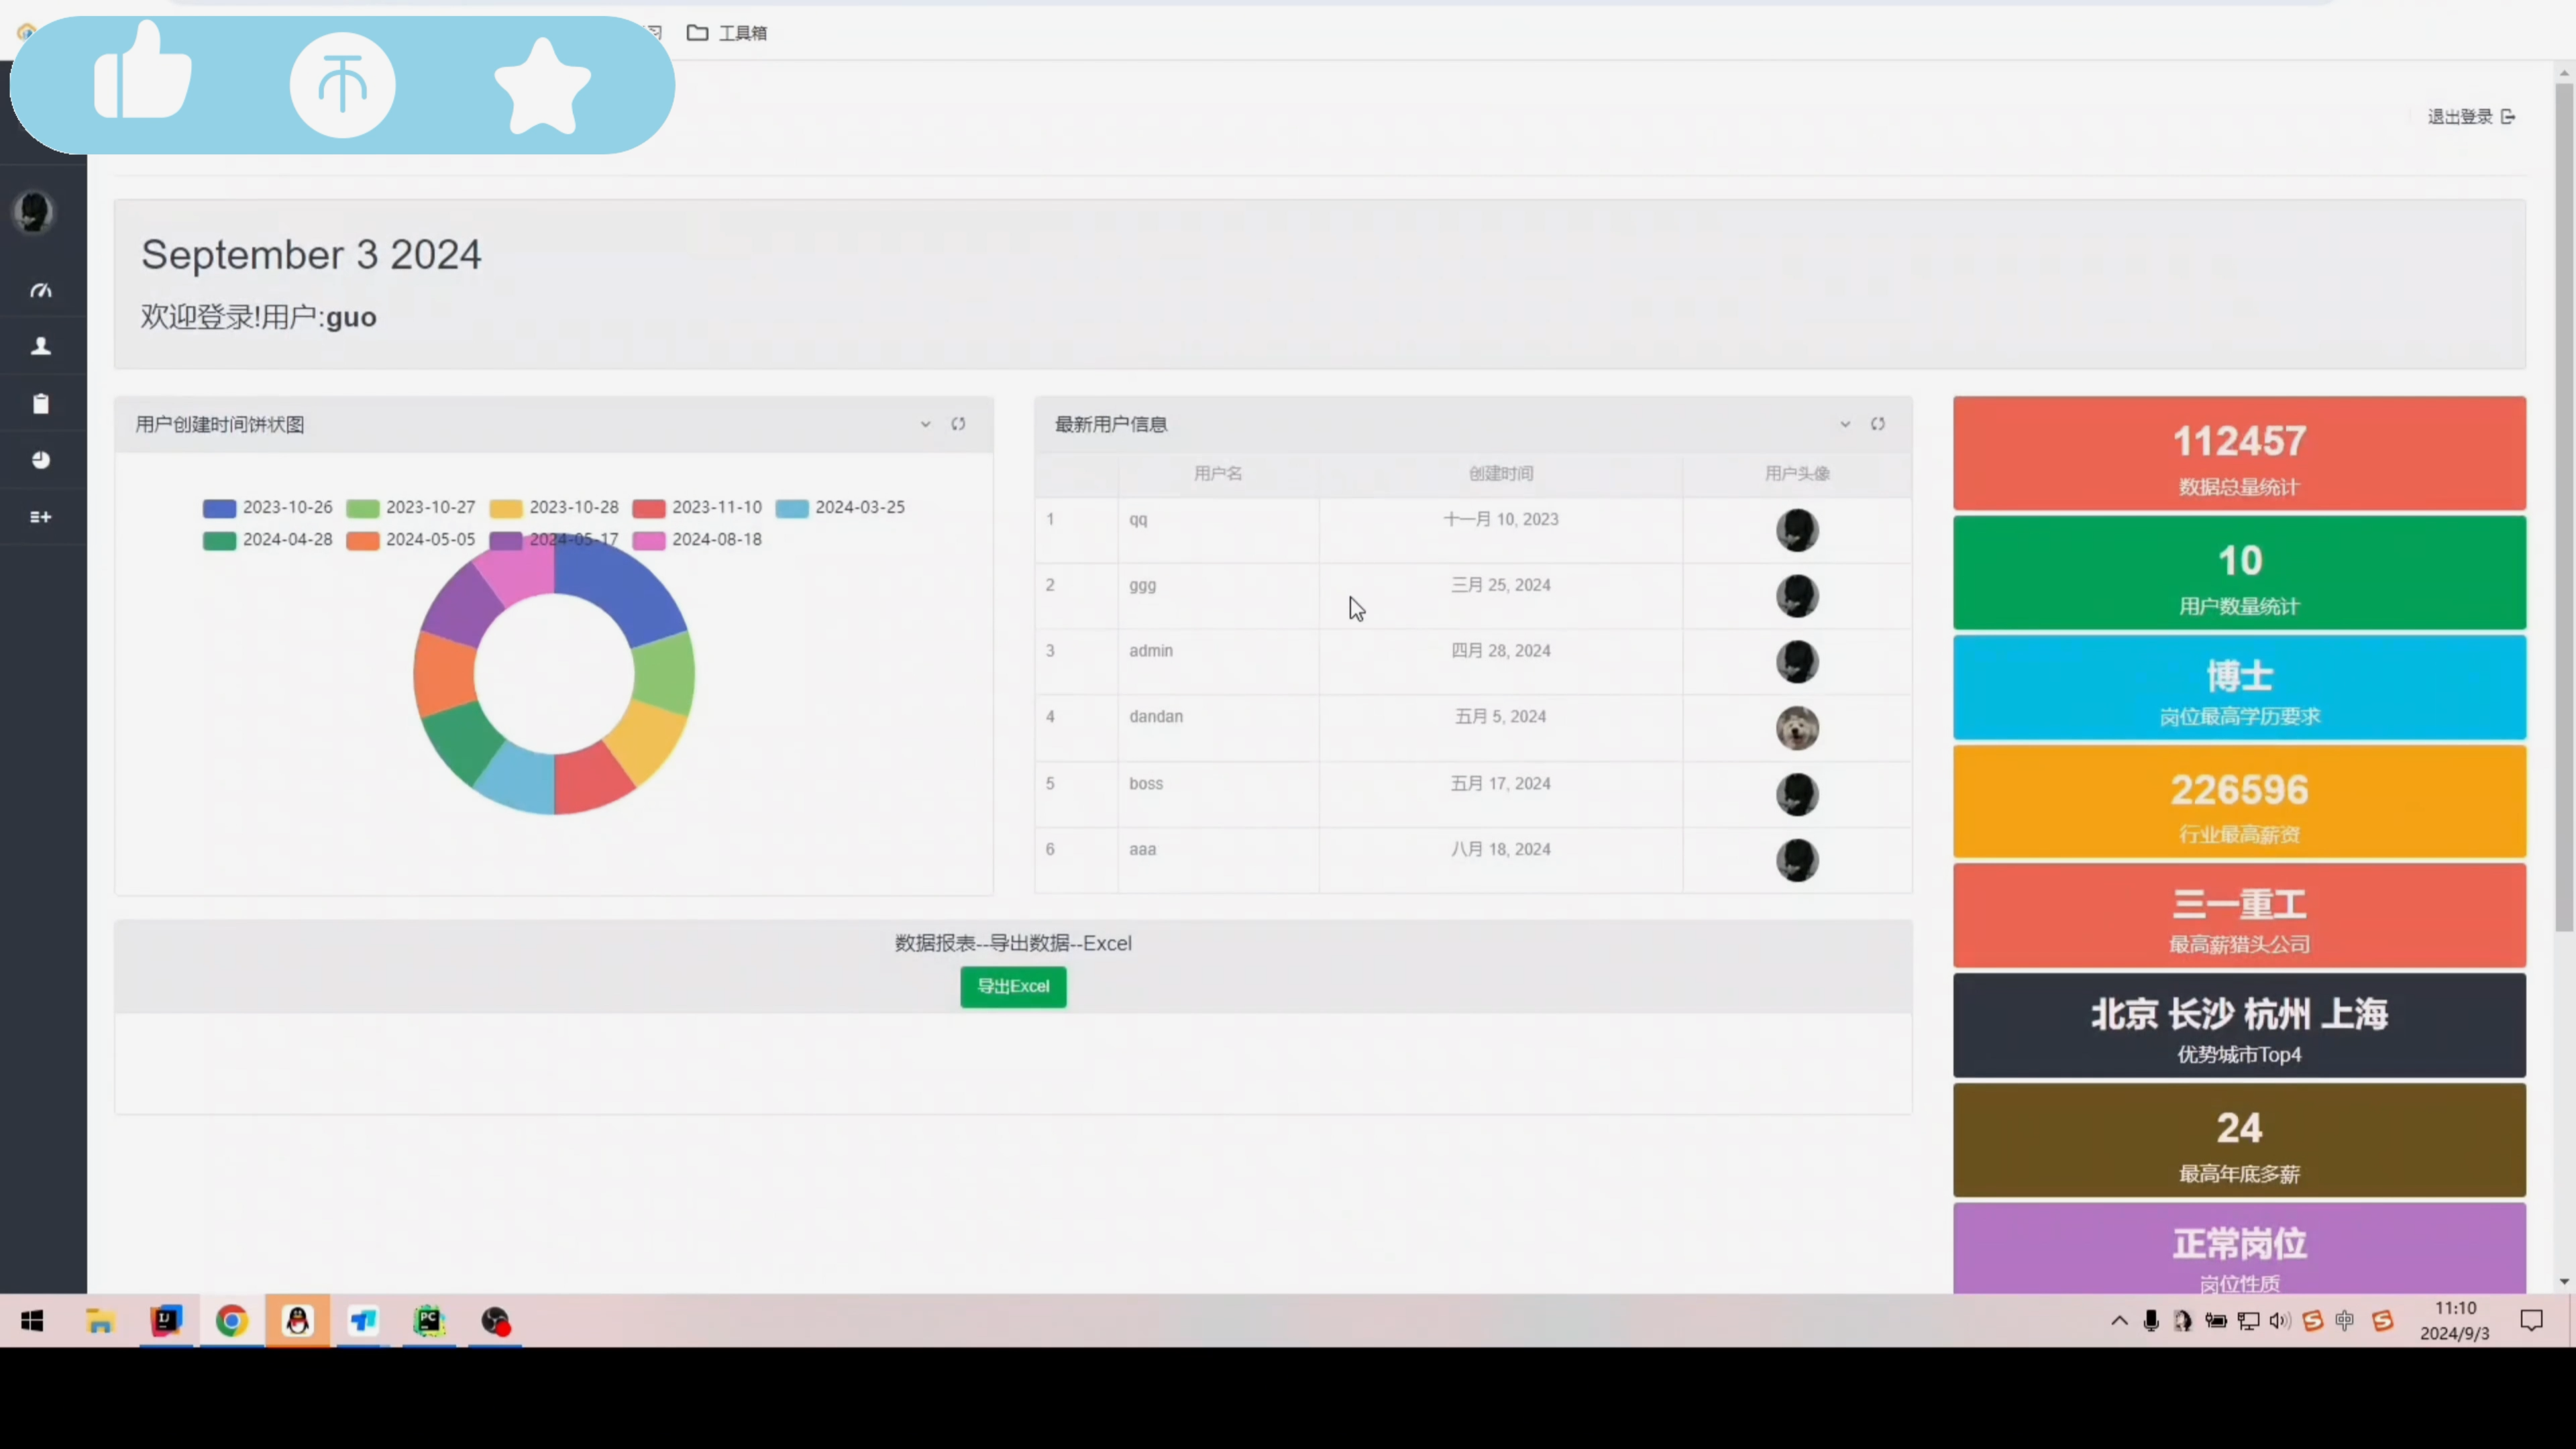 工具箱
退出登录
September 3 2024
欢迎登录!用户:guo
用户创建时间饼状图
2023-10-26 2023-10-27 2023-10-28 2023-11-10 2024-03-25
2024-04-28 2024-05-05 2024-05-17 2024-08-18
最新用户信息
用户名 创建时间 用户头像
1 qq 十一月 10, 2023
2 ggg 三月 25, 2024
3 admin 四月 28, 2024
4 dandan 五月 5, 2024
5 boss 五月 17, 2024
6 aaa 八月 18, 2024
数据报表--导出数据--Excel
导出Excel
112457
数据总量统计
10
用户数量统计
博士
岗位最高学历要求
226596
行业最高薪资
三一重工
最高薪猎头公司
北京 长沙 杭州 上海
优势城市Top4
24
最高年底多薪
正常岗位
岗位性质
IJ
PC
中
11:10
2024/9/3